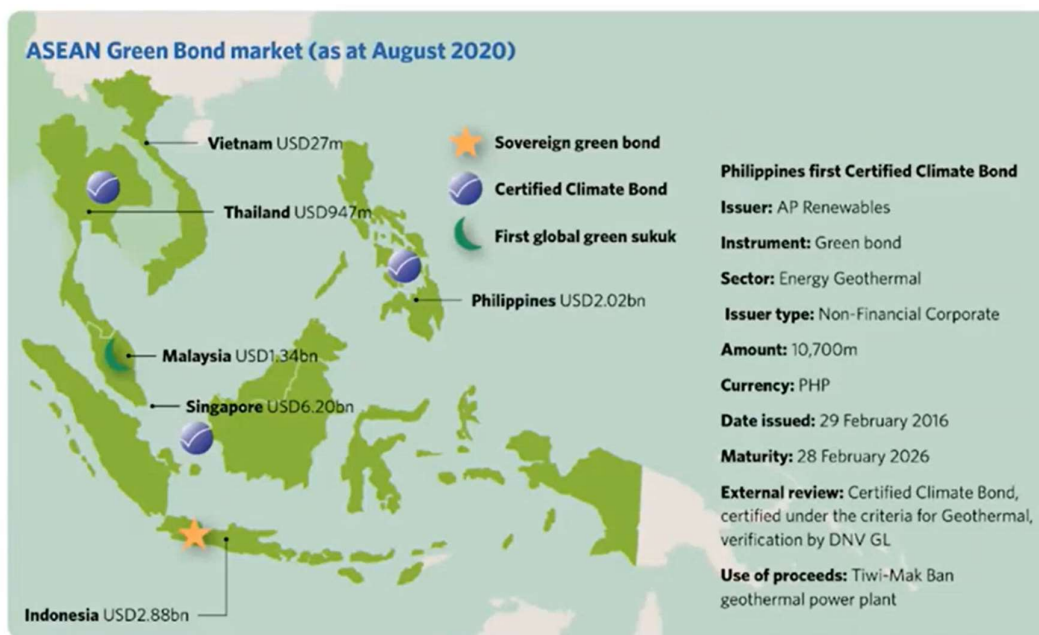 ASEAN Green Bond market (as at August 2020)
Vietnam USD27m
Thailand USD947m
Malaysia USD1.34bn
Singapore USD6.20bn
Indonesia USD2.88bn
Philippines USD2.02bn
Sovereign green bond
Certified Climate Bond
First global green sukuk
Philippines first Certified Climate Bond
Issuer: AP Renewables
Instrument: Green bond
Sector: Energy Geothermal
Issuer type: Non-Financial Corporate
Amount: 10,700m
Currency: PHP
Date issued: 29 February 2016
Maturity: 28 February 2026
External review: Certified Climate Bond,
certified under the criteria for Geothermal,
verification by DNV GL
Use of proceeds: Tiwi-Mak Ban
geothermal power plant